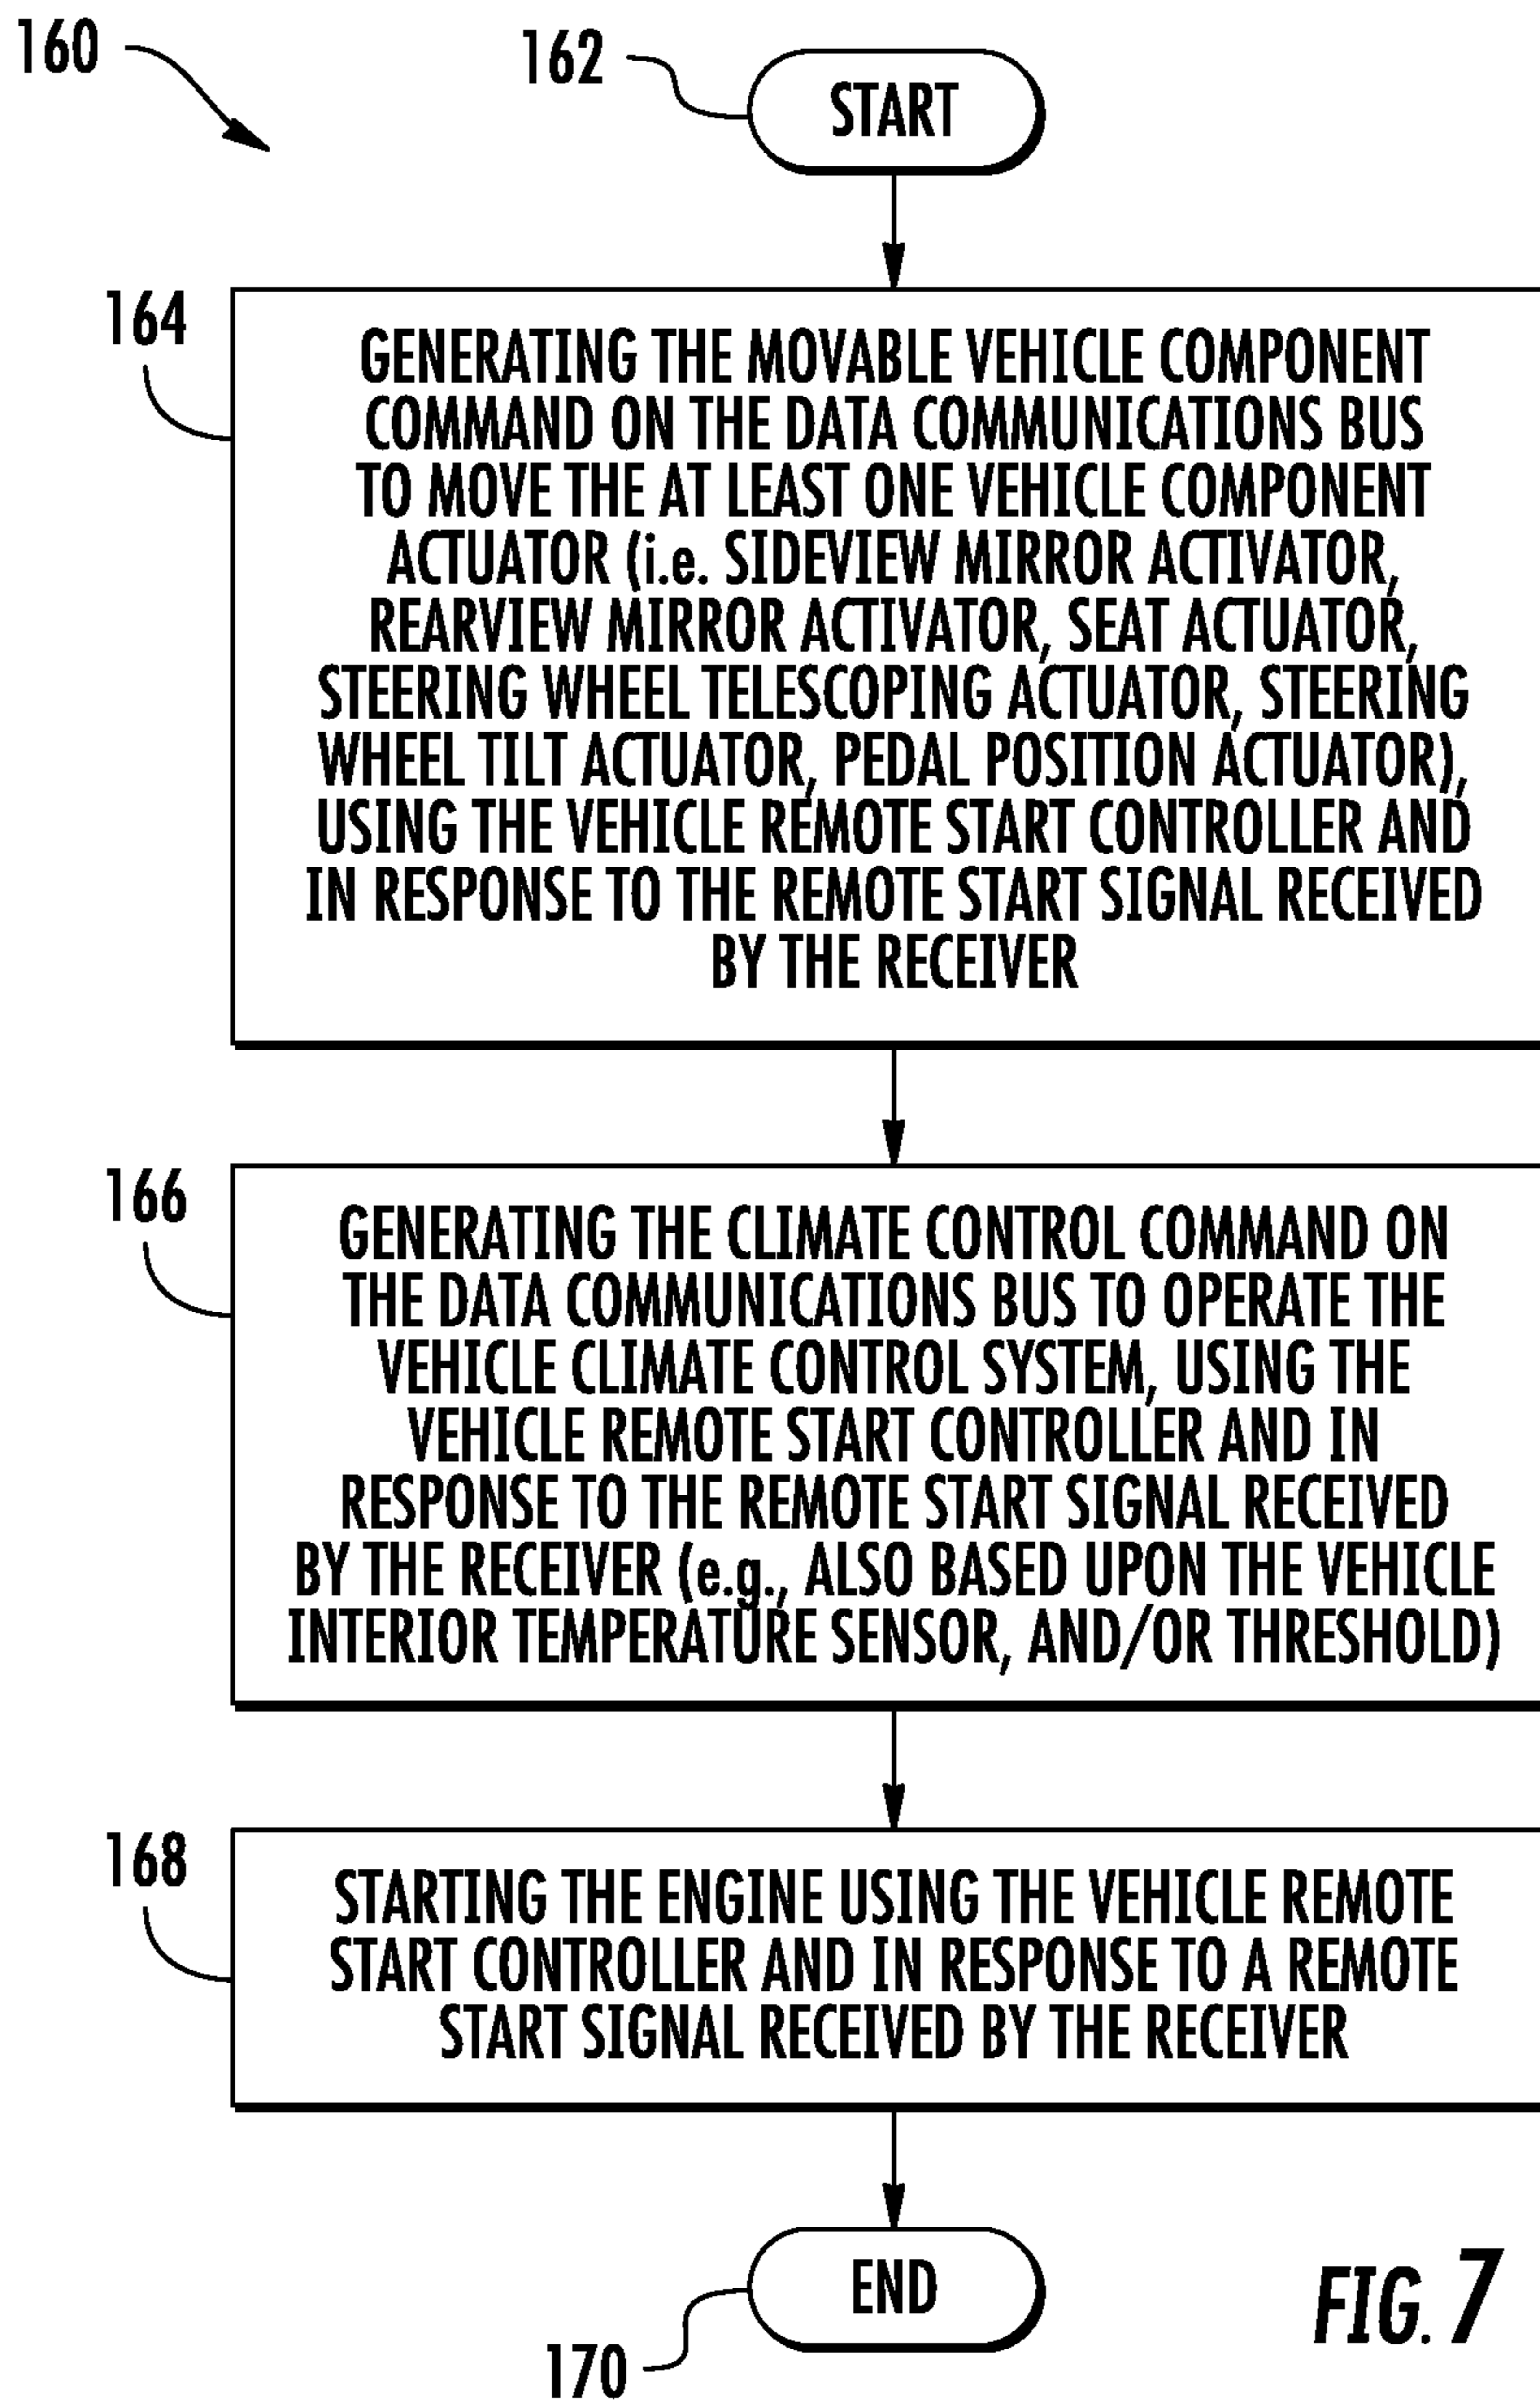 160
162
START
164
GENERATING THE MOVABLE VEHICLE COMPONENT
COMMAND ON THE DATA COMMUNICATIONS BUS
TO MOVE THE AT LEAST ONE VEHICLE COMPONENT
ACTUATOR (i.e. SIDEVIEW MIRROR ACTIVATOR,
REARVIEW MIRROR ACTIVATOR, SEAT ACTUATOR,
STEERING WHEEL TELESCOPING ACTUATOR, STEERING
WHEEL TILT ACTUATOR, PEDAL POSITION ACTUATOR),
USING THE VEHICLE REMOTE START CONTROLLER AND
IN RESPONSE TO THE REMOTE START SIGNAL RECEIVED
BY THE RECEIVER
166
GENERATING THE CLIMATE CONTROL COMMAND ON
THE DATA COMMUNICATIONS BUS TO OPERATE THE
VEHICLE CLIMATE CONTROL SYSTEM, USING THE
VEHICLE REMOTE START CONTROLLER AND IN
RESPONSE TO THE REMOTE START SIGNAL RECEIVED
BY THE RECEIVER (e.g., ALSO BASED UPON THE VEHICLE
INTERIOR TEMPERATURE SENSOR, AND/OR THRESHOLD)
168
STARTING THE ENGINE USING THE VEHICLE REMOTE
START CONTROLLER AND IN RESPONSE TO A REMOTE
START SIGNAL RECEIVED BY THE RECEIVER
END
170
FIG. 7